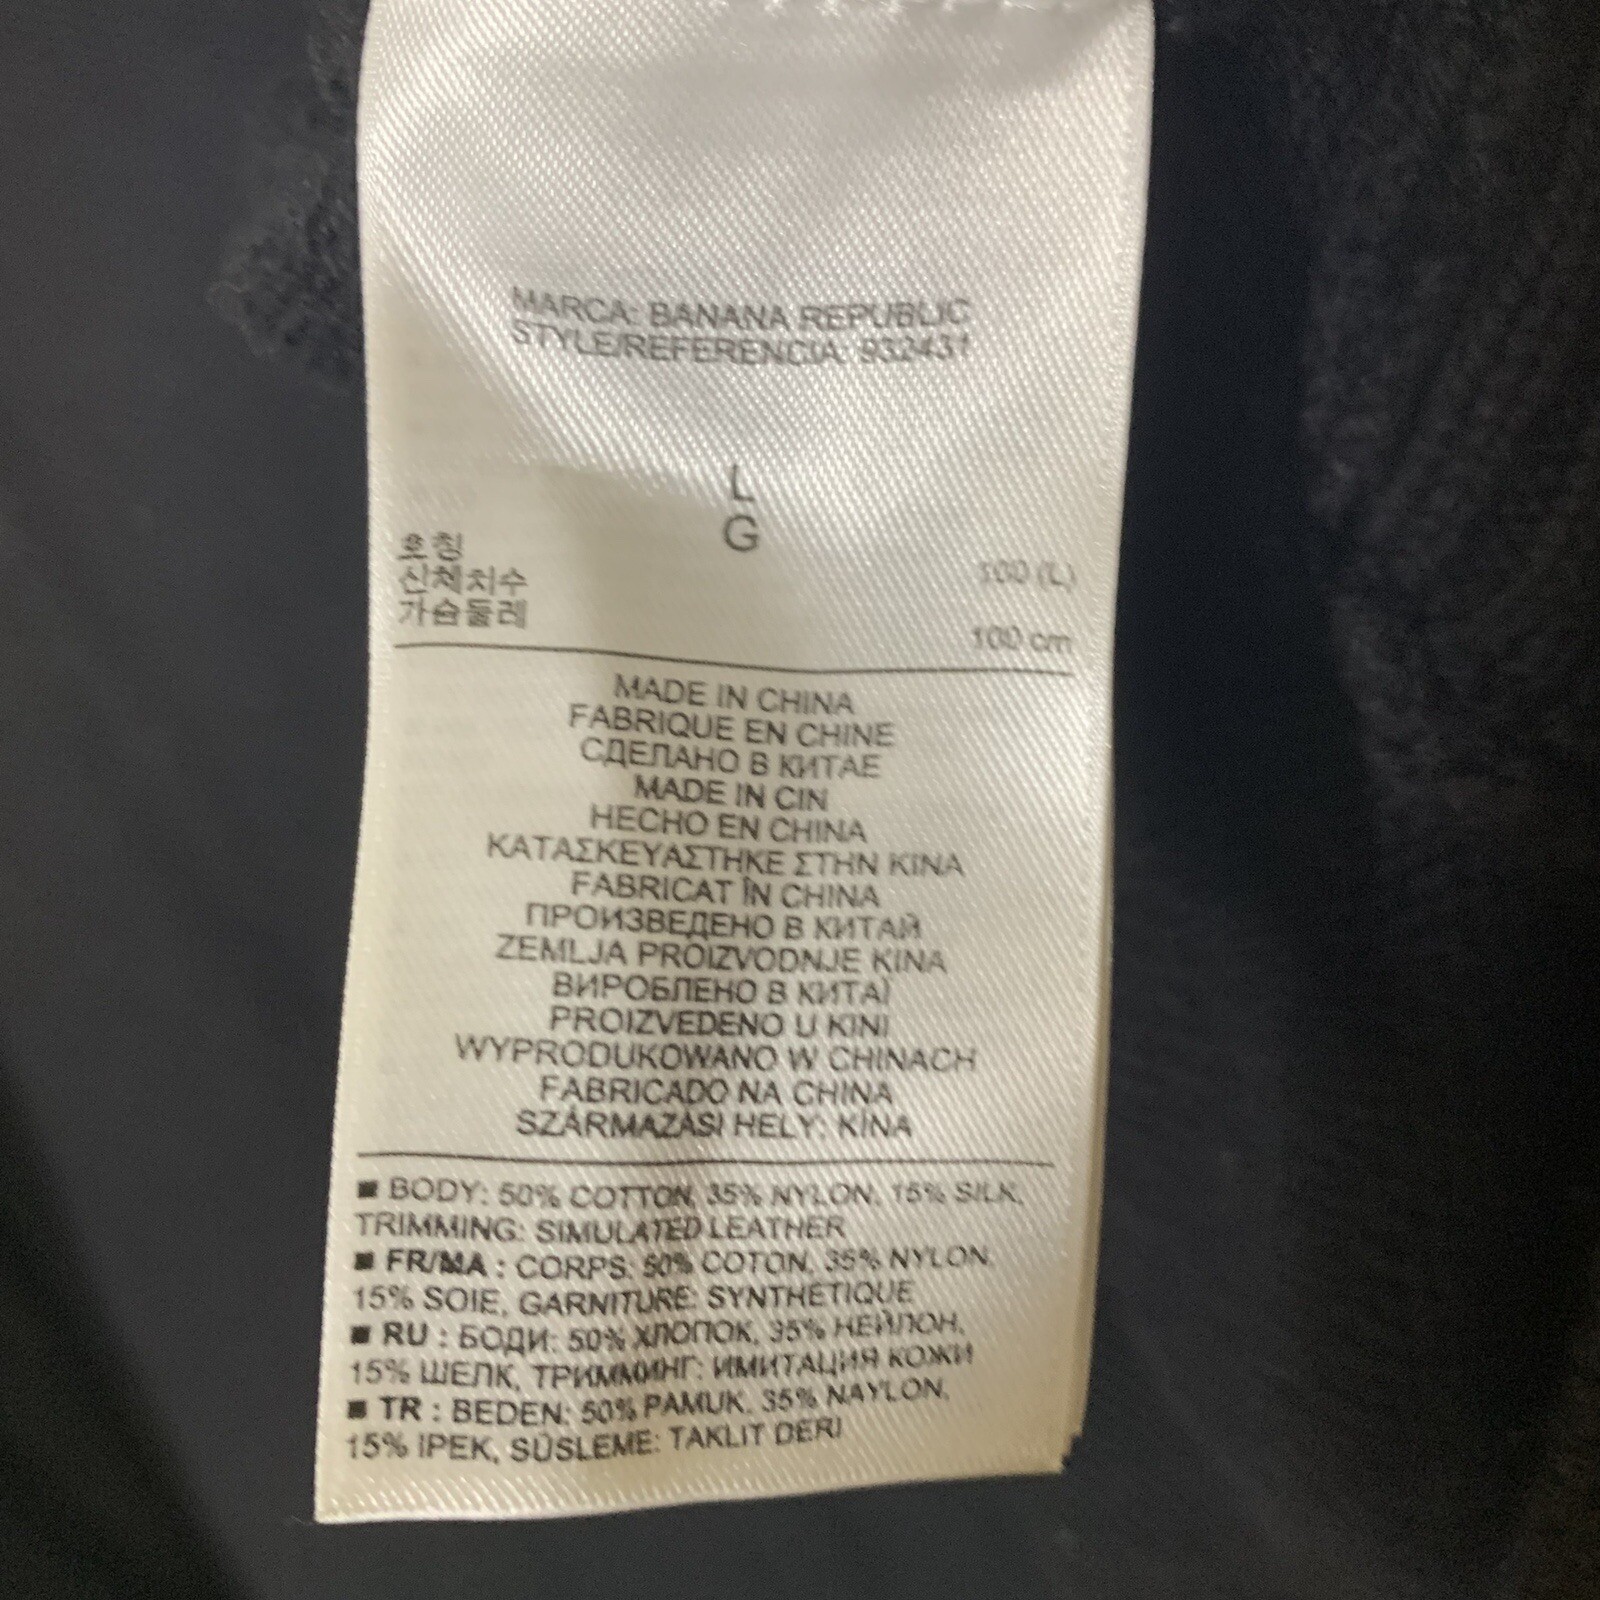 MARCA: BANANA REPUBLIC
STYLE/REFERENCIA: 932431
L
G
호칭
신체치수 100 (L)
가슴둘레 100 cm
MADE IN CHINA
FABRIQUE EN CHINE
СДЕЛАНО В КИТАЕ
MADE IN CIN
HECHO EN CHINA
ΚΑΤΑΣΚΕΥΑΣΤΗΚΕ ΣΤΗΝ ΚΙΝΑ
FABRICAT ÎN CHINA
ПРОИЗВЕДЕНО В КИТАЙ
ZEMLJA PROIZVODNJE KINA
ВИРОБЛЕНО В КИТАЇ
PROIZVEDENO U KINI
WYPRODUKOWANO W CHINACH
FABRICADO NA CHINA
SZÁRMAZÁSI HELY: KÍNA
■ BODY: 50% COTTON, 35% NYLON, 15% SILK,
TRIMMING: SIMULATED LEATHER
■ FR/MA : CORPS: 50% COTON, 35% NYLON,
15% SOIE, GARNITURE: SYNTHÉTIQUE
■ RU : БОДИ: 50% ХЛОПОК, 35% НЕЙЛОН,
15% ШЕЛК, ТРИММИНГ: ИМИТАЦИЯ КОЖИ
■ TR : BEDEN: 50% PAMUK, 35% NAYLON,
15% IPEK, SÜSLEME: TAKLIT DERI